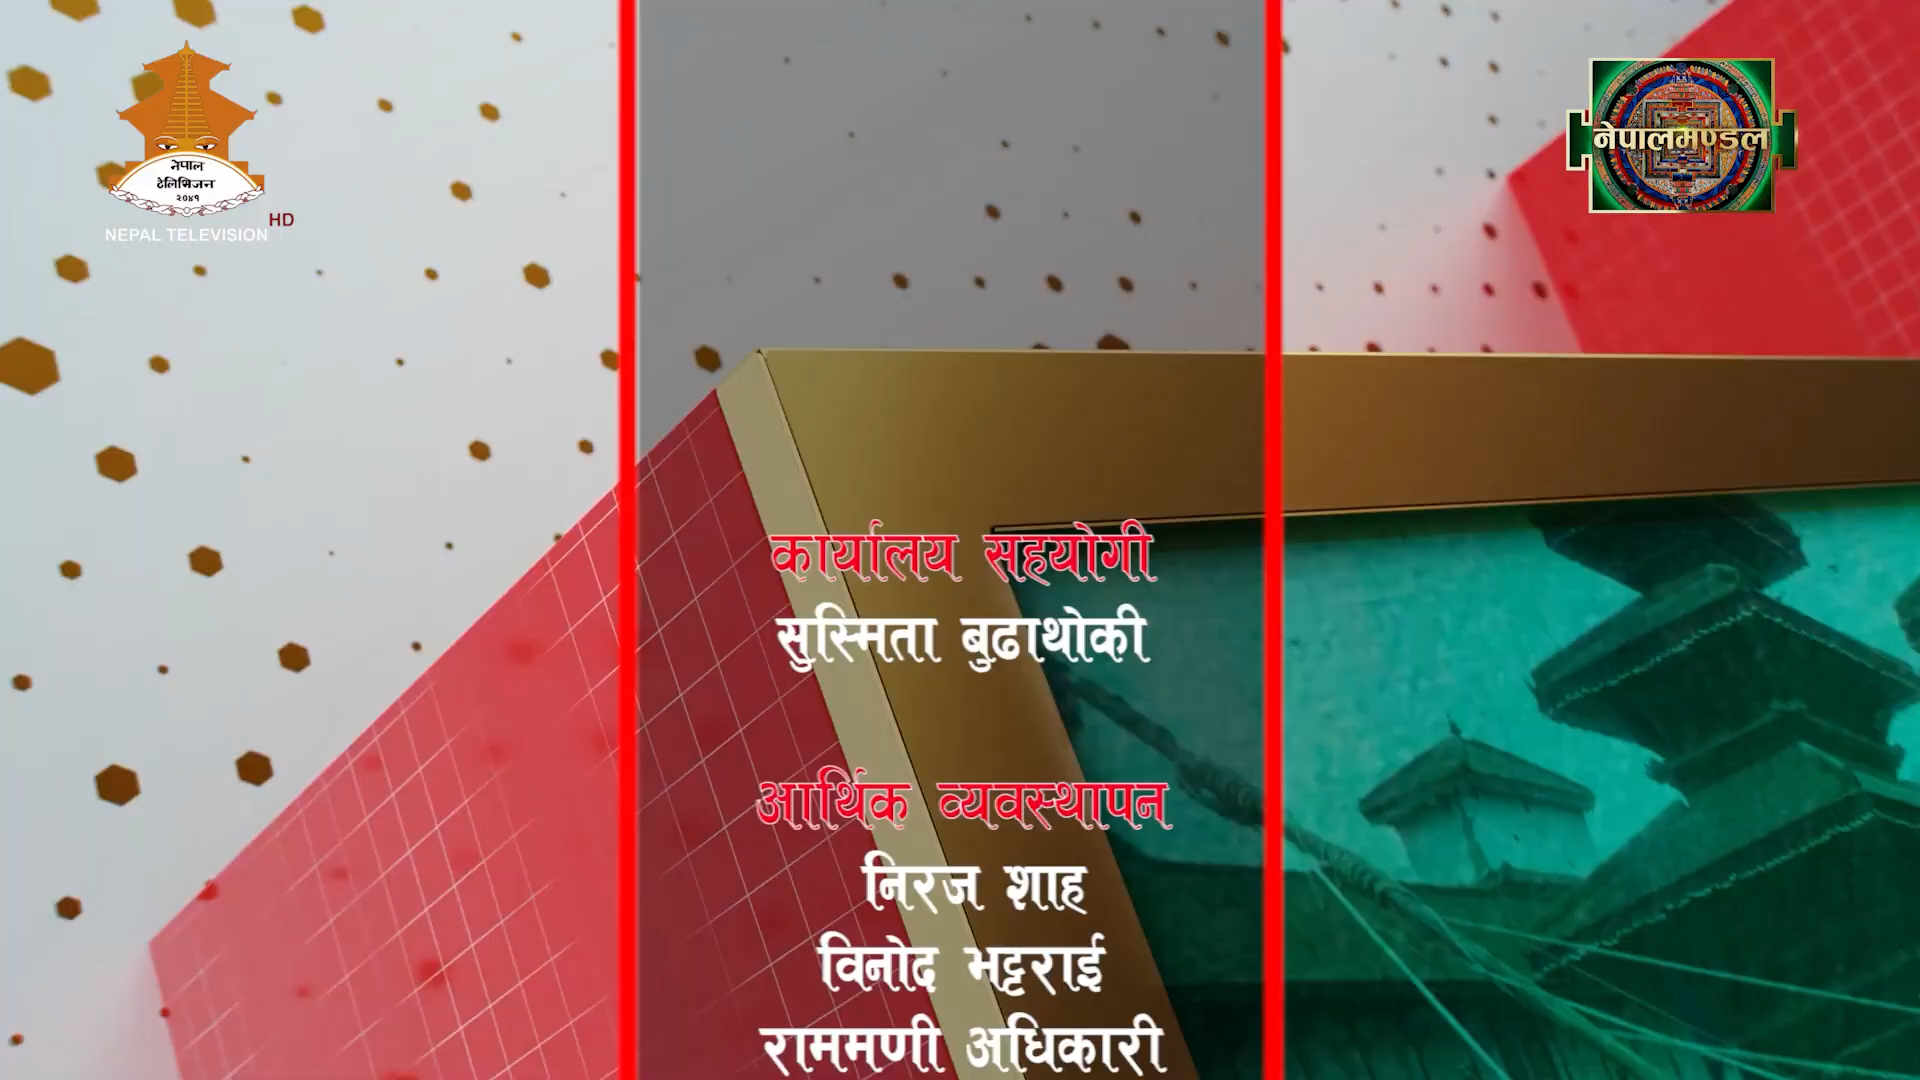 नेपाल
टेलिभिजन
२०४१
HD
NEPAL TELEVISION
नेपालमण्डल
कार्यालय सहयोगी
सुस्मिता बुढाथोकी
आर्थिक व्यवस्थापन
निरज शाह
विनोद भट्टराई
राममणी अधिकारी